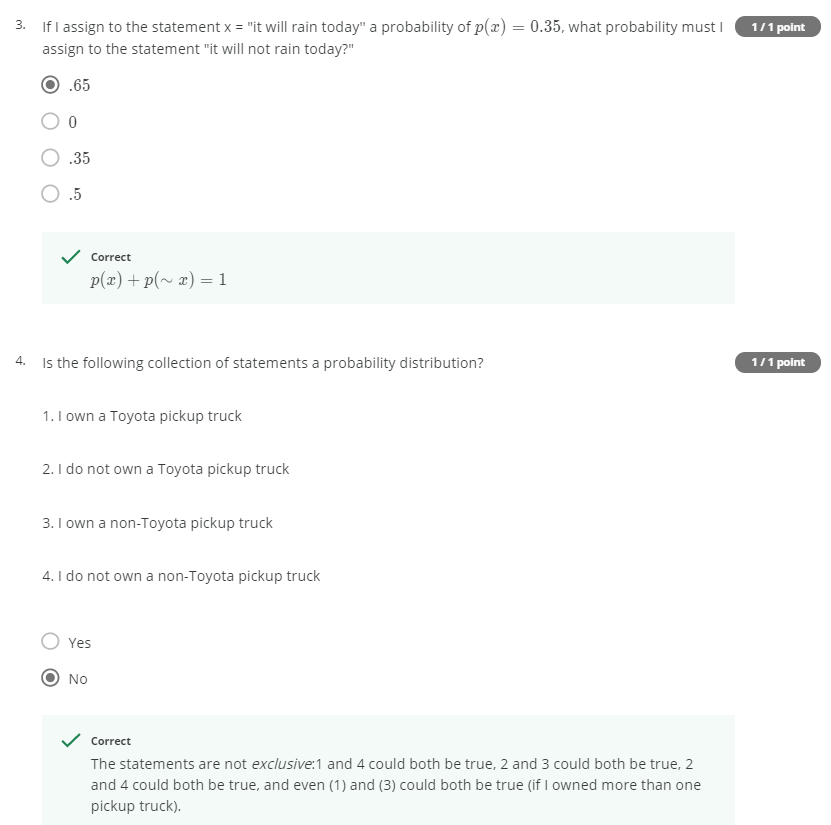 3. If I assign to the statement x = "it will rain today" a probability of p(x) = 0.35, what probability must I
1 / 1 point
assign to the statement "it will not rain today?"
.65
0
.35
.5
Correct
p(x) + p(∼ x) = 1
4. Is the following collection of statements a probability distribution?
1 / 1 point
1. I own a Toyota pickup truck
2. I do not own a Toyota pickup truck
3. I own a non-Toyota pickup truck
4. I do not own a non-Toyota pickup truck
Yes
No
Correct
The statements are not exclusive:1 and 4 could both be true, 2 and 3 could both be true, 2
and 4 could both be true, and even (1) and (3) could both be true (if I owned more than one
pickup truck).